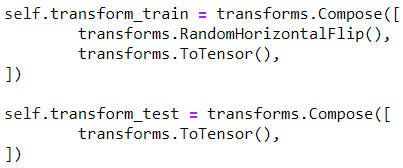 self.transform_train = transforms.Compose([
        transforms.RandomHorizontalFlip(),
        transforms.ToTensor(),
])

self.transform_test = transforms.Compose([
        transforms.ToTensor(),
])